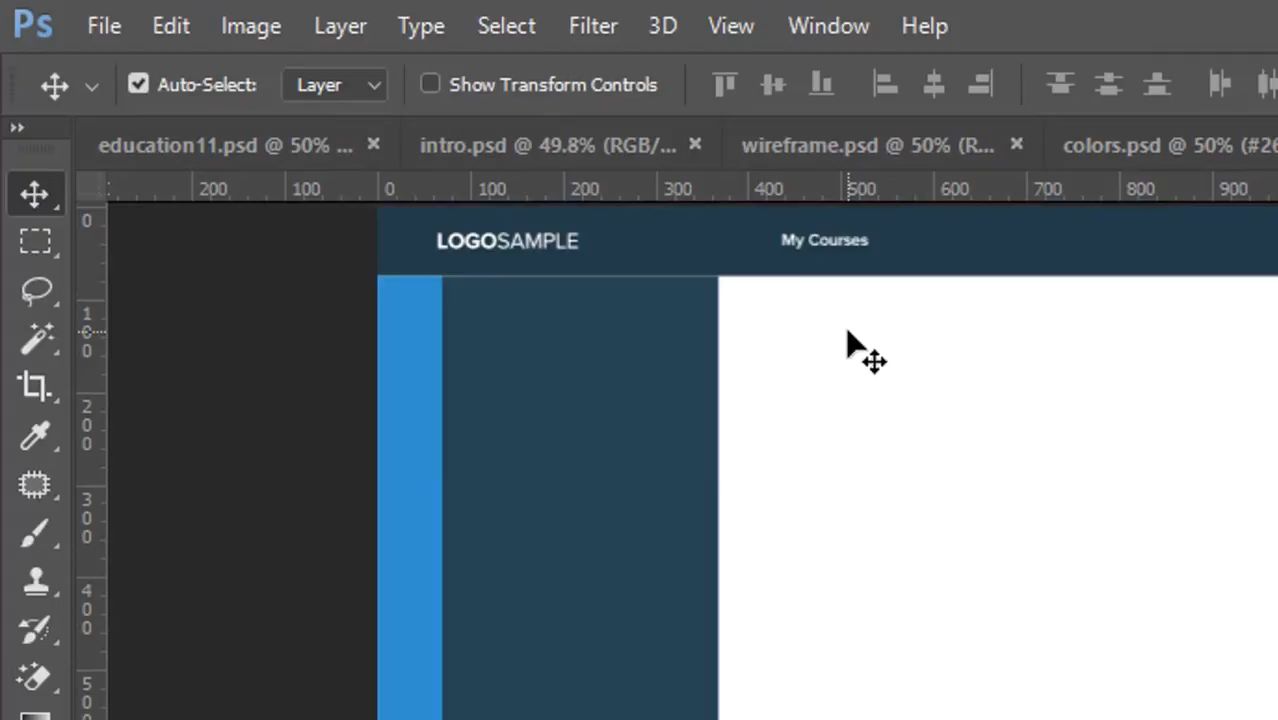 Ps File Edit Image Layer Type Select Filter 3D View Window Help
Auto-Select: Layer Show Transform Controls
education11.psd @ 50% ... × intro.psd @ 49.8% (RGB/... × wireframe.psd @ 50% (R... × colors.psd @ 50% (#26
200 100 0 100 200 300 400 500 600 700 800 900
0
LOGOSAMPLE My Courses
100
200
300
400
50